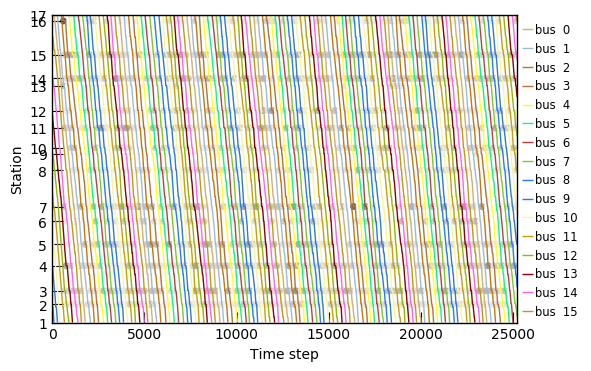 17
16
15
14
13
12
11
10
9
8
7
6
5
4
3
2
1
Station
0 5000 10000 15000 20000 25000
Time step
bus 0
bus 1
bus 2
bus 3
bus 4
bus 5
bus 6
bus 7
bus 8
bus 9
bus 10
bus 11
bus 12
bus 13
bus 14
bus 15